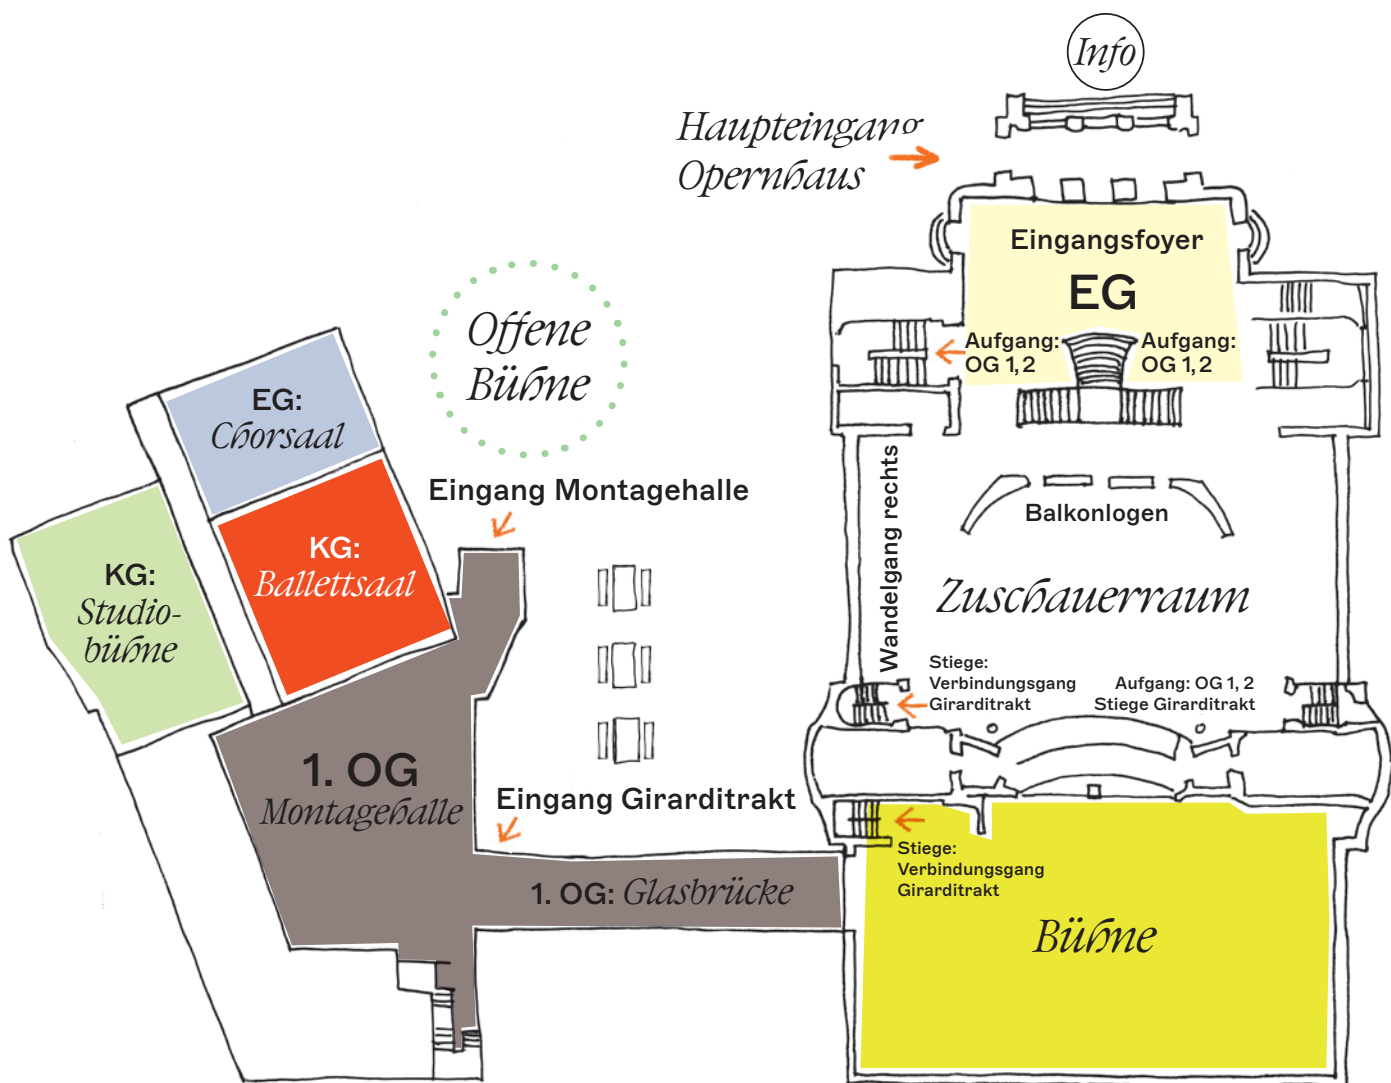 Info
Haupteingang
Opernhaus
Eingangsfoyer
EG
Aufgang:
OG 1, 2
Aufgang:
OG 1, 2
Offene
Bühne
EG:
Chorsaal
Eingang Montagehalle
KG:
Ballettsaal
KG:
Studio-
bühne
Wandelgang rechts
Balkonlogen
Zuschauerraum
Stiege:
Verbindungsgang
Girarditrakt
Aufgang: OG 1, 2
Stiege Girarditrakt
1. OG
Montagehalle
Eingang Girarditrakt
Stiege:
Verbindungsgang
Girarditrakt
1. OG: Glasbrücke
Bühne